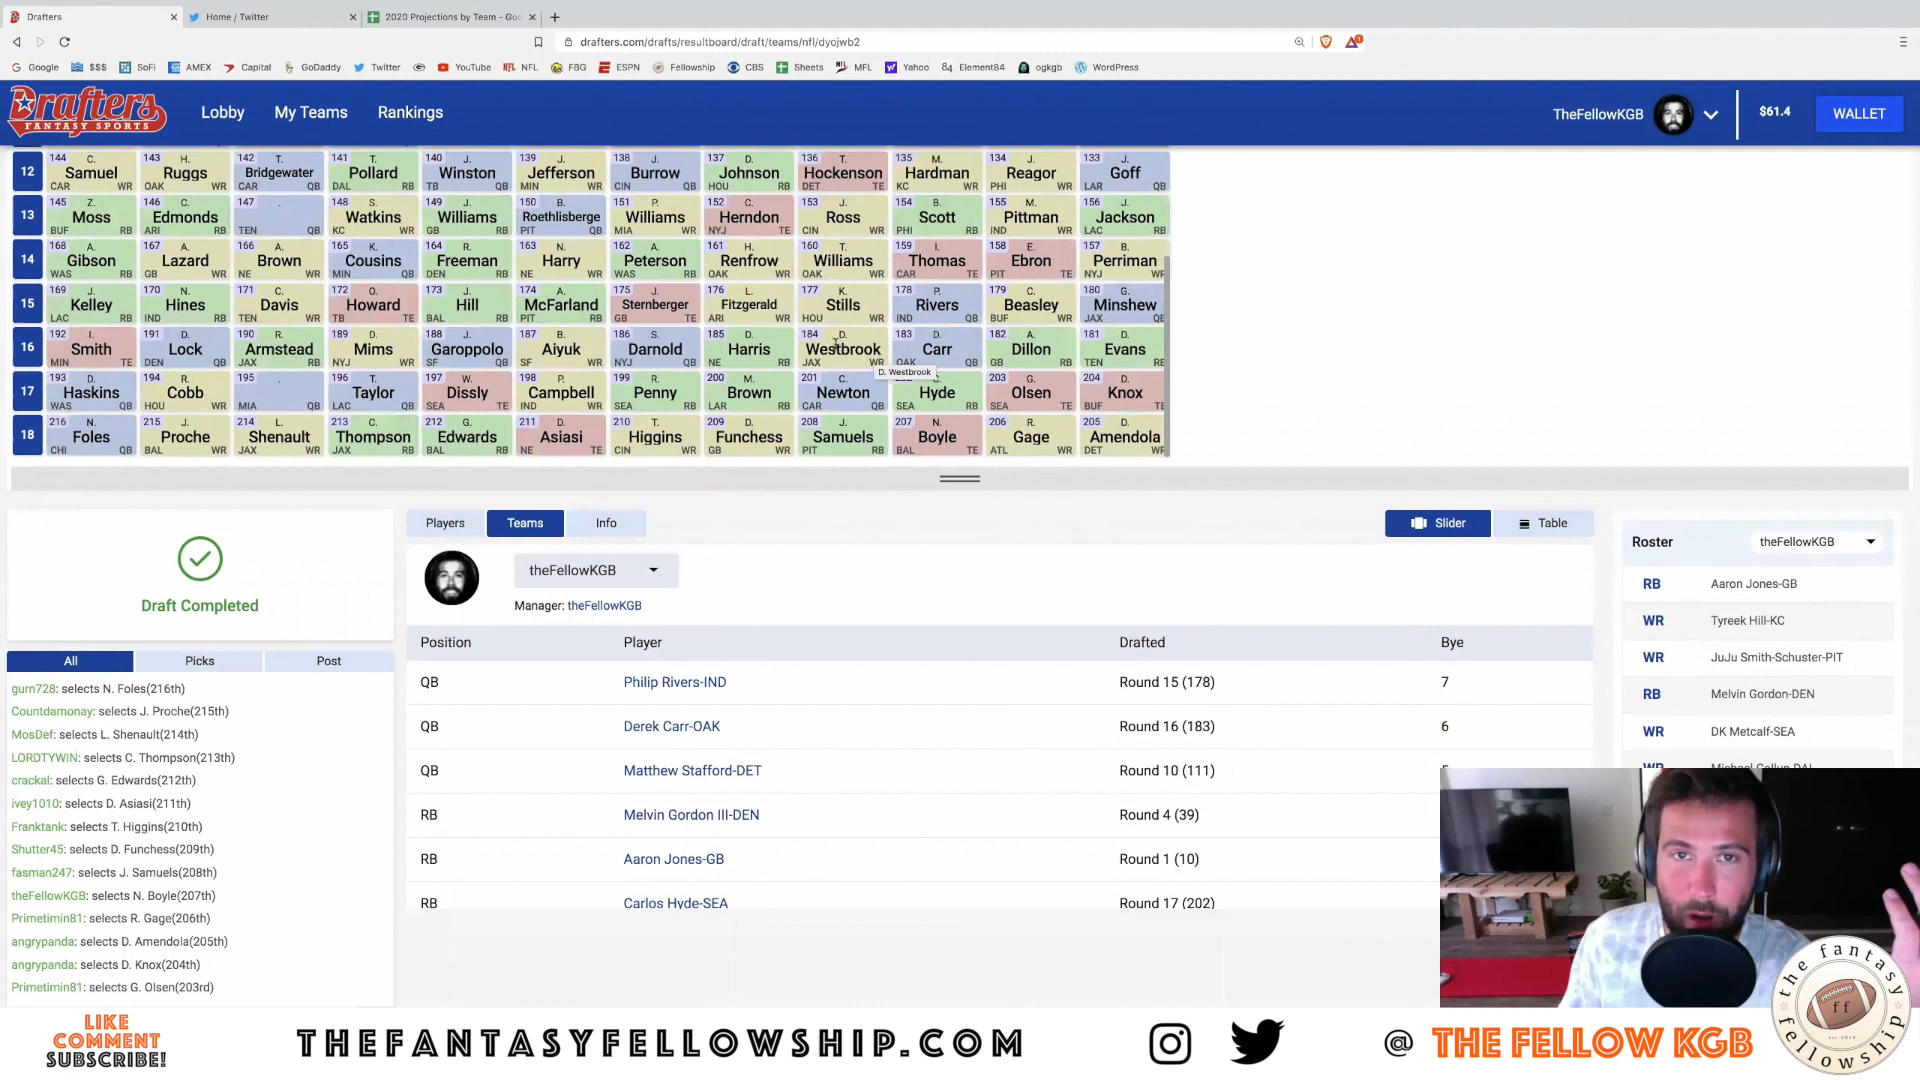 Drafters
Home / Twitter
2020 Projections by Team - Goo
drafters.com/drafts/resultboard/draft/teams/nfl/dyojwb2
Google $$$ SoFi AMEX Capital GoDaddy Twitter YouTube NFL FBG ESPN Fellowship CBS Sheets MFL Yahoo Element84 ogkgb WordPress
Drafters
FANTASY SPORTS
Lobby My Teams Rankings
TheFellowKGB $61.4 WALLET
12
144 C. Samuel CAR WR
143 H. Ruggs OAK WR
142 T. Bridgewater CAR QB
141 T. Pollard DAL RB
140 J. Winston TB QB
139 J. Jefferson MIN WR
138 J. Burrow CIN QB
137 D. Johnson HOU RB
136 T. Hockenson DET TE
135 M. Hardman KC WR
134 J. Reagor PHI WR
133 J. Goff LAR QB
13
145 Z. Moss BUF RB
146 C. Edmonds ARI RB
147 . TEN QB
148 S. Watkins KC WR
149 J. Williams GB RB
150 B. Roethlisberge PIT QB
151 P. Williams MIA WR
152 C. Herndon NYJ TE
153 J. Ross CIN WR
154 B. Scott PHI RB
155 M. Pittman IND WR
156 J. Jackson LAC RB
14
168 A. Gibson WAS RB
167 A. Lazard GB WR
166 A. Brown NE WR
165 K. Cousins MIN QB
164 R. Freeman DEN RB
163 N. Harry NE WR
162 A. Peterson WAS RB
161 H. Renfrow OAK WR
160 T. Williams OAK WR
159 I. Thomas CAR TE
158 E. Ebron PIT TE
157 B. Perriman NYJ WR
15
169 J. Kelley LAC RB
170 N. Hines IND RB
171 C. Davis TEN WR
172 O. Howard TB TE
173 J. Hill BAL RB
174 A. McFarland PIT RB
175 J. Sternberger GB TE
176 L. Fitzgerald ARI WR
177 K. Stills HOU WR
178 P. Rivers IND QB
179 C. Beasley BUF WR
180 G. Minshew JAX QB
16
192 I. Smith MIN TE
191 D. Lock DEN QB
190 R. Armstead JAX RB
189 D. Mims NYJ WR
188 J. Garoppolo SF QB
187 B. Aiyuk SF WR
186 S. Darnold NYJ QB
185 D. Harris NE RB
184 D. Westbrook JAX WR
183 D. Carr OAK QB
182 A. Dillon GB RB
181 D. Evans TEN RB
D. Westbrook
17
193 D. Haskins WAS QB
194 R. Cobb HOU WR
195 . MIA QB
196 T. Taylor LAC QB
197 W. Dissly SEA TE
198 P. Campbell IND WR
199 R. Penny SEA RB
200 M. Brown LAR RB
201 C. Newton CAR QB
Hyde SEA RB
203 G. Olsen SEA TE
204 D. Knox BUF TE
18
216 N. Foles CHI QB
215 J. Proche BAL WR
214 L. Shenault JAX WR
213 C. Thompson JAX RB
212 G. Edwards BAL RB
211 D. Asiasi NE TE
210 T. Higgins CIN WR
209 D. Funchess GB WR
208 J. Samuels PIT RB
207 N. Boyle BAL TE
206 R. Gage ATL WR
205 D. Amendola DET WR
Draft Completed
All Picks Post
gurn728: selects N. Foles(216th)
Countdamonay: selects J. Proche(215th)
MosDef: selects L. Shenault(214th)
LORDTYWIN: selects C. Thompson(213th)
crackal: selects G. Edwards(212th)
ivey1010: selects D. Asiasi(211th)
Franktank: selects T. Higgins(210th)
Shutter45: selects D. Funchess(209th)
fasman247: selects J. Samuels(208th)
theFellowKGB: selects N. Boyle(207th)
Primetimin81: selects R. Gage(206th)
angrypanda: selects D. Amendola(205th)
angrypanda: selects D. Knox(204th)
Primetimin81: selects G. Olsen(203rd)
Players Teams Info
Slider Table
theFellowKGB
Manager: theFellowKGB
Position Player Drafted Bye
QB Philip Rivers-IND Round 15 (178) 7
QB Derek Carr-OAK Round 16 (183) 6
QB Matthew Stafford-DET Round 10 (111)
RB Melvin Gordon III-DEN Round 4 (39)
RB Aaron Jones-GB Round 1 (10)
RB Carlos Hyde-SEA Round 17 (202)
Roster theFellowKGB
RB Aaron Jones-GB
WR Tyreek Hill-KC
WR JuJu Smith-Schuster-PIT
RB Melvin Gordon-DEN
WR DK Metcalf-SEA
WR Michael Gallup-DAL
the fantasy fellowship
ff
est. 2020
LIKE
COMMENT
SUBSCRIBE!
THEFANTASYFELLOWSHIP.COM
@ THE FELLOW KGB